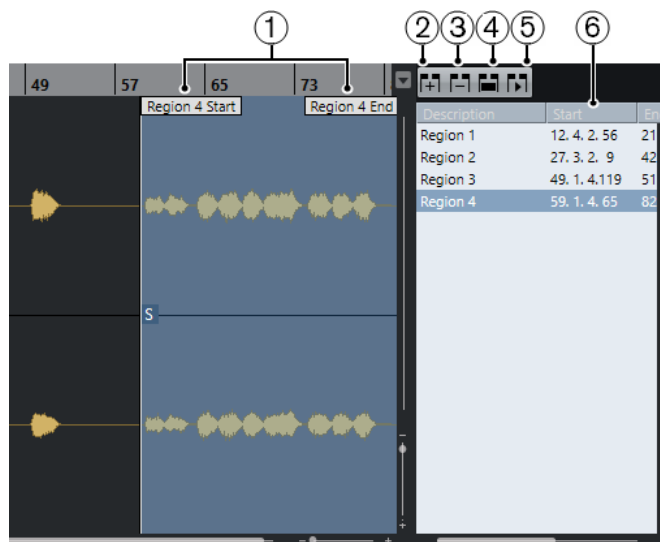 ① ② ③ ④ ⑤ ⑥
49 57 65 73
Region 4 Start Region 4 End
Description Start En
Region 1 12. 4. 2. 56 21
Region 2 27. 3. 2. 9 42
Region 3 49. 1. 4.119 51
Region 4 59. 1. 4. 65 82
S